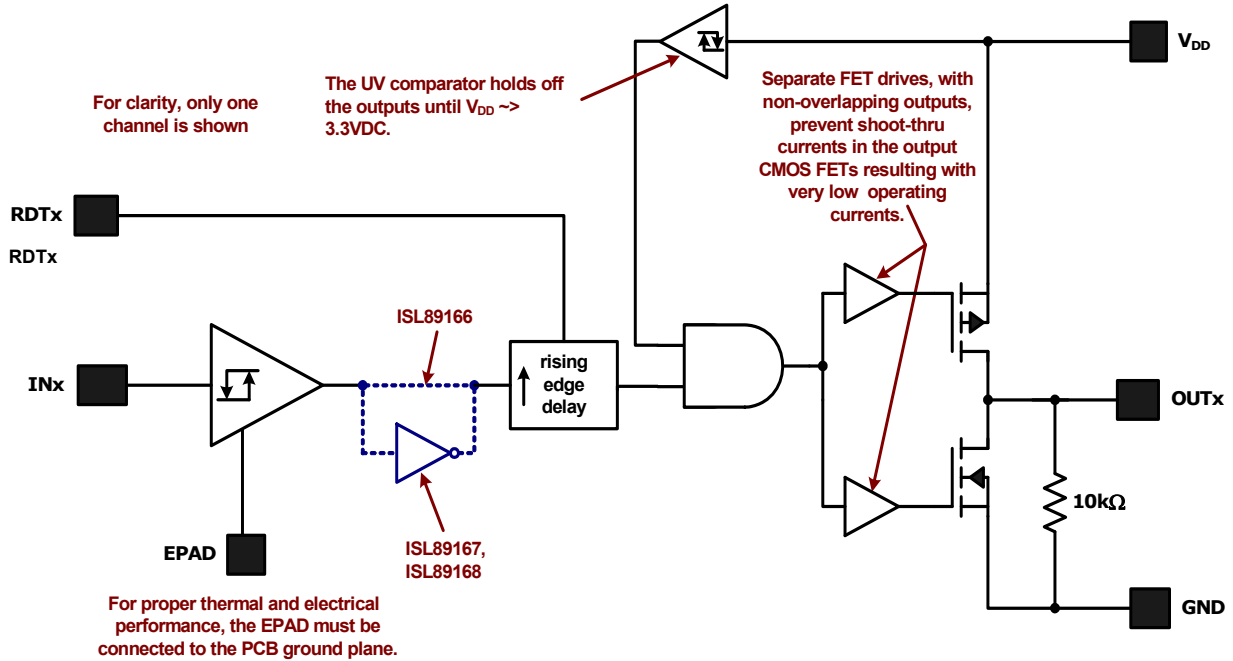 V_DD
The UV comparator holds off
the outputs until V_DD ~>
3.3VDC.
For clarity, only one
channel is shown
Separate FET drives, with
non-overlapping outputs,
prevent shoot-thru
currents in the output
CMOS FETs resulting with
very low operating
currents.
RDTx
RDTx
ISL89166
INx
rising
edge
delay
OUTx
10kΩ
EPAD
ISL89167,
ISL89168
For proper thermal and electrical
performance, the EPAD must be
connected to the PCB ground plane.
GND